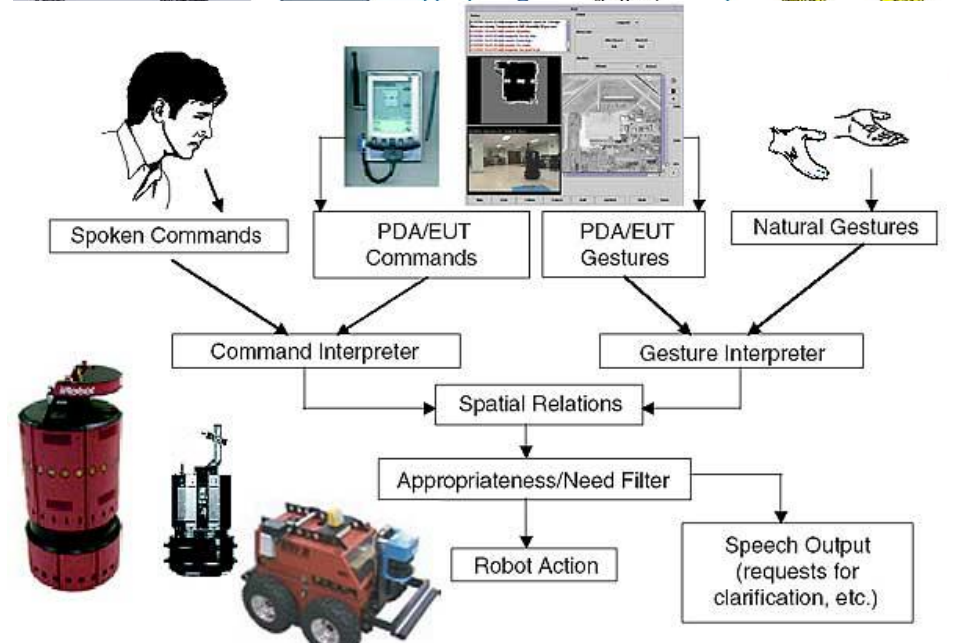 Spoken Commands
PDA/EUT
Commands
PDA/EUT
Gestures
Natural Gestures
Command Interpreter
Gesture Interpreter
Spatial Relations
Appropriateness/Need Filter
Robot Action
Speech Output
(requests for
clarification, etc.)
iRobot